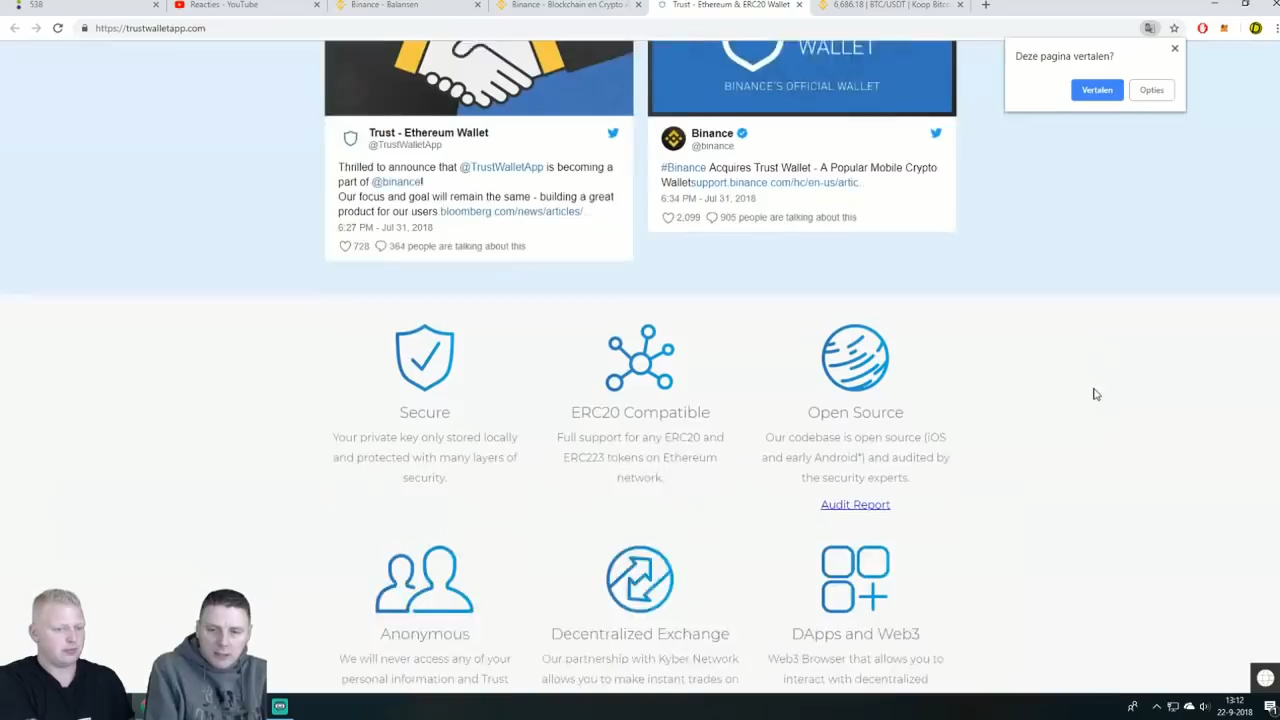 538
Reacties - YouTube
Binance - Balansen
Binance - Blockchain en Crypto
Trust - Ethereum & ERC20 Wallet
6,686.18 | BTC/USDT | Koop Bitco
https://trustwalletapp.com
Deze pagina vertalen?
Vertalen
Opties
WALLET
BINANCE'S OFFICIAL WALLET
Trust - Ethereum Wallet
@TrustWalletApp
Thrilled to announce that @TrustWalletApp is becoming a
part of @binance!
Our focus and goal will remain the same - building a great
product for our users bloomberg.com/news/articles/…
6:27 PM - Jul 31, 2018
728 364 people are talking about this
Binance
@binance
#Binance Acquires Trust Wallet - A Popular Mobile Crypto
Walletsupport.binance.com/hc/en-us/artic…
6:34 PM - Jul 31, 2018
2,099 905 people are talking about this
Secure
Your private key only stored locally
and protected with many layers of
security.
ERC20 Compatible
Full support for any ERC20 and
ERC223 tokens on Ethereum
network.
Open Source
Our codebase is open source (iOS
and early Android*) and audited by
the security experts.
Audit Report
Anonymous
We will never access any of your
personal information and Trust
Decentralized Exchange
Our partnership with Kyber Network
allows you to make instant trades on
DApps and Web3
Web3 Browser that allows you to
interact with decentralized
13:12
22-9-2018